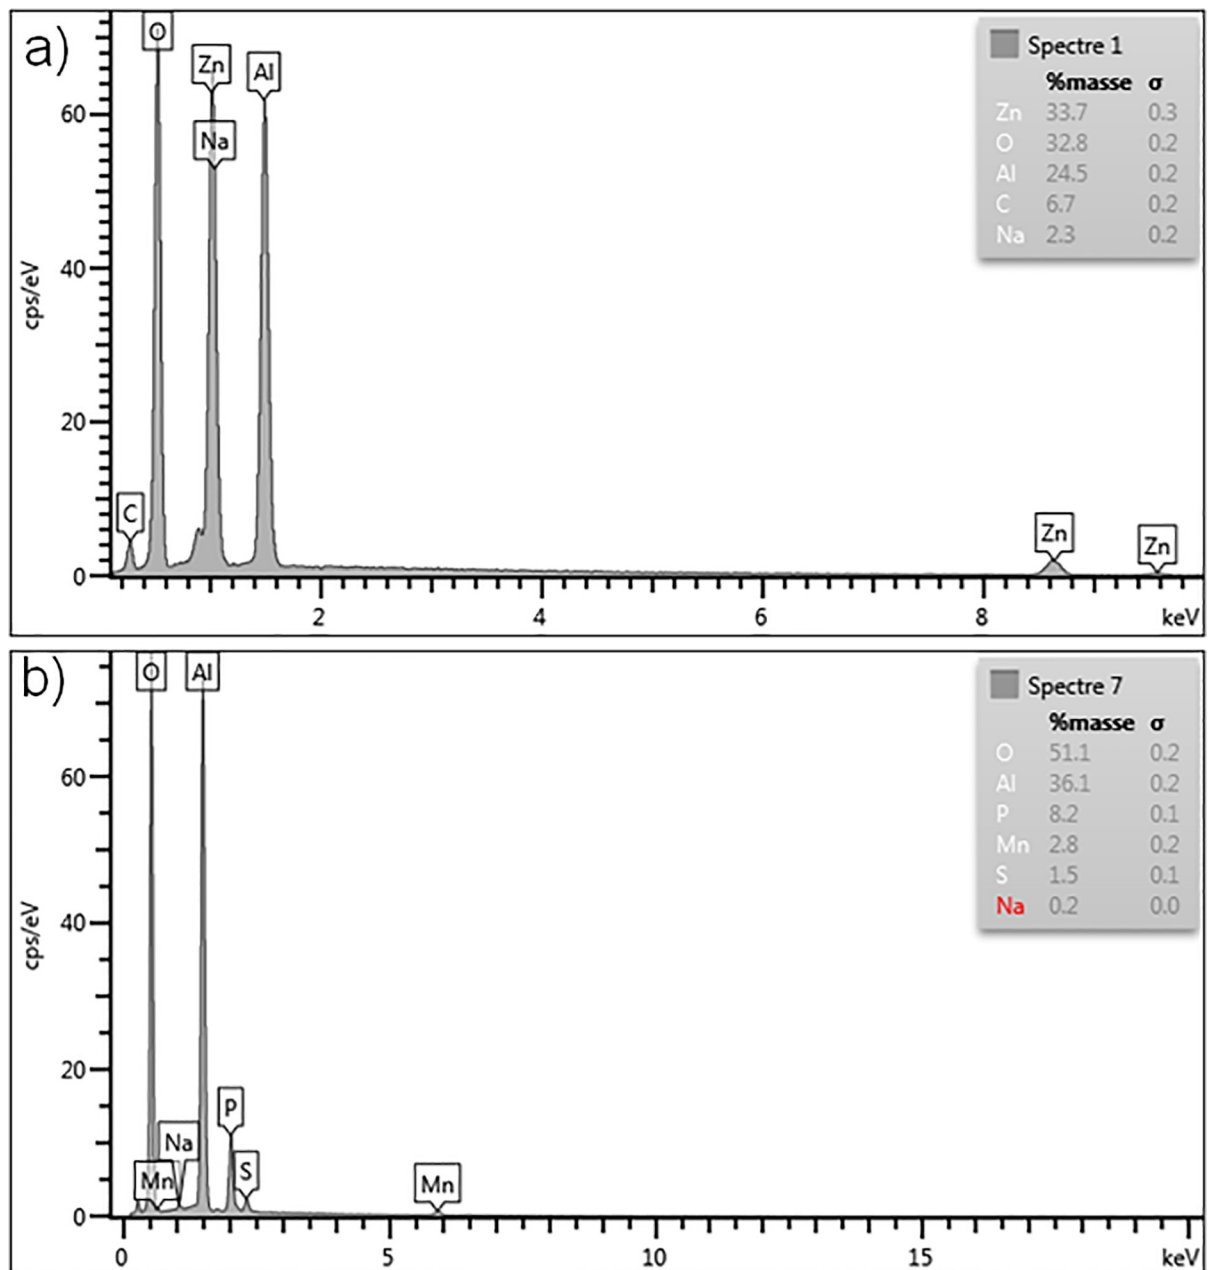 a)
O
Zn
Al
Na
C
Zn
Zn
60
40
20
0
cps/eV
2
4
6
8
keV
Spectre 1
%masse σ
Zn 33.7 0.3
O 32.8 0.2
Al 24.5 0.2
C 6.7 0.2
Na 2.3 0.2
b)
O
Al
Na
Mn
P
S
Mn
60
40
20
0
cps/eV
0
5
10
15
keV
Spectre 7
%masse σ
O 51.1 0.2
Al 36.1 0.2
P 8.2 0.1
Mn 2.8 0.2
S 1.5 0.1
Na 0.2 0.0